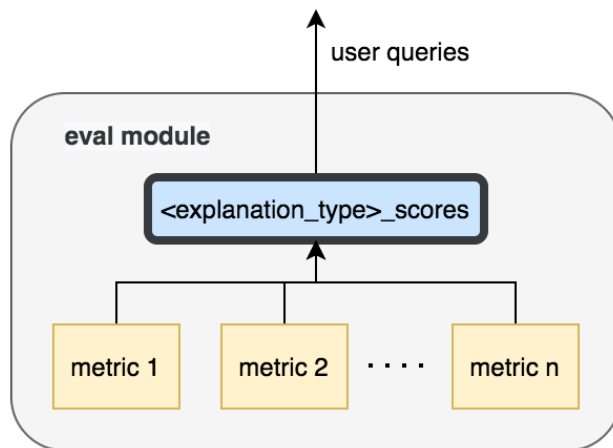 user queries
eval module
<explanation_type>_scores
metric 1
metric 2
. . . .
metric n